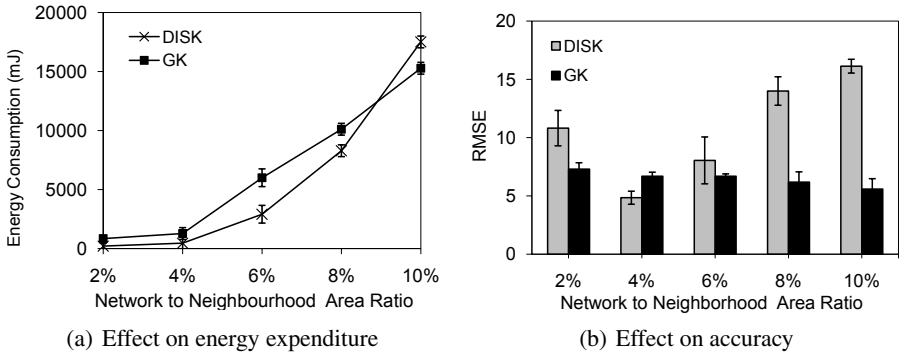 20000
15000
10000
5000
0
Energy Consumption (mJ)
DISK
GK
2% 4% 6% 8% 10%
Network to Neighbourhood Area Ratio
(a) Effect on energy expenditure
20
15
10
5
0
RMSE
DISK
GK
2% 4% 6% 8% 10%
Network to Neighborhood Area Ratio
(b) Effect on accuracy